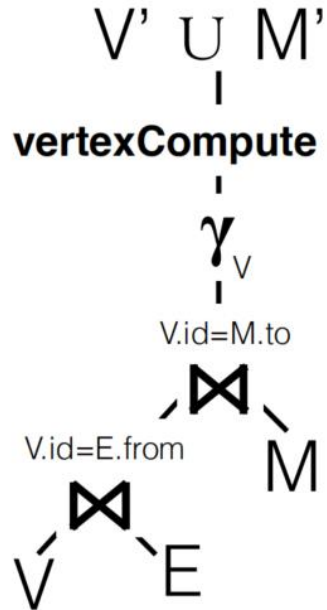 V’ ∪ M’
vertexCompute
γV
V.id=M.to
⋈
M
V.id=E.from
⋈
V E